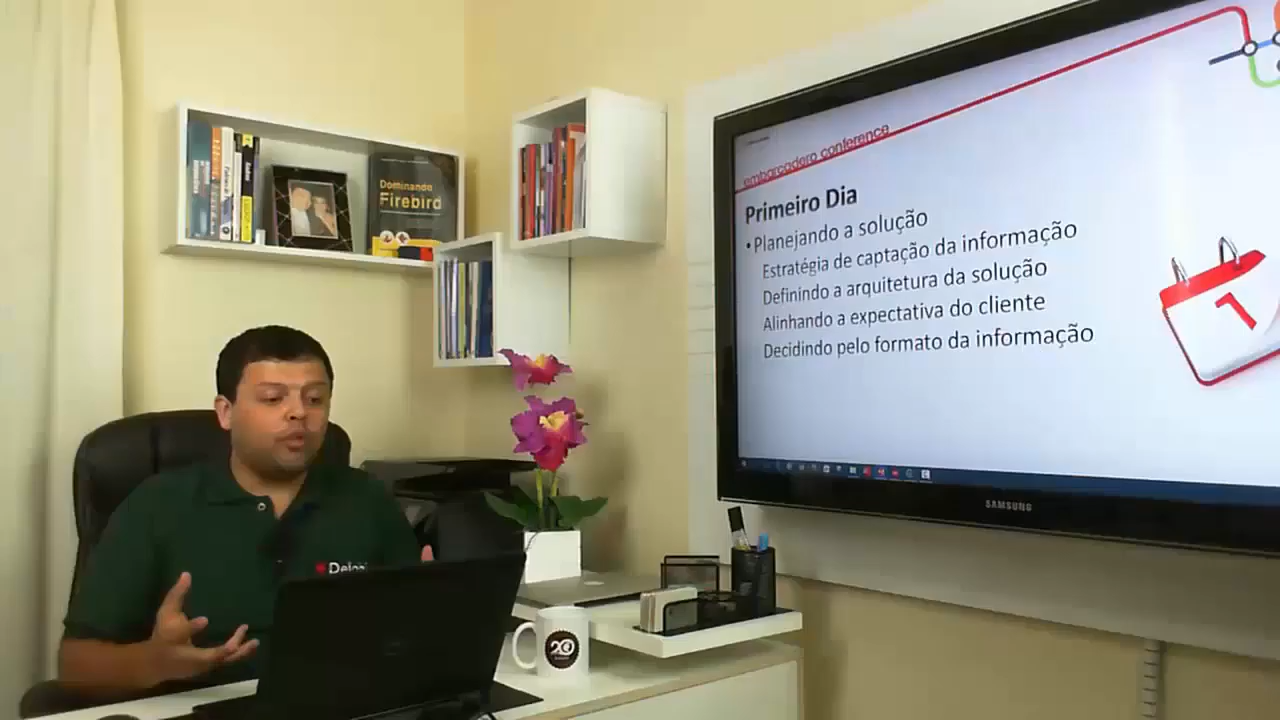 embarcadero conference
Primeiro Dia
• Planejando a solução
Estratégia de captação da informação
Definindo a arquitetura da solução
Alinhando a expectativa do cliente
Decidindo pelo formato da informação
SAMSUNG
Dominando
Firebird
20